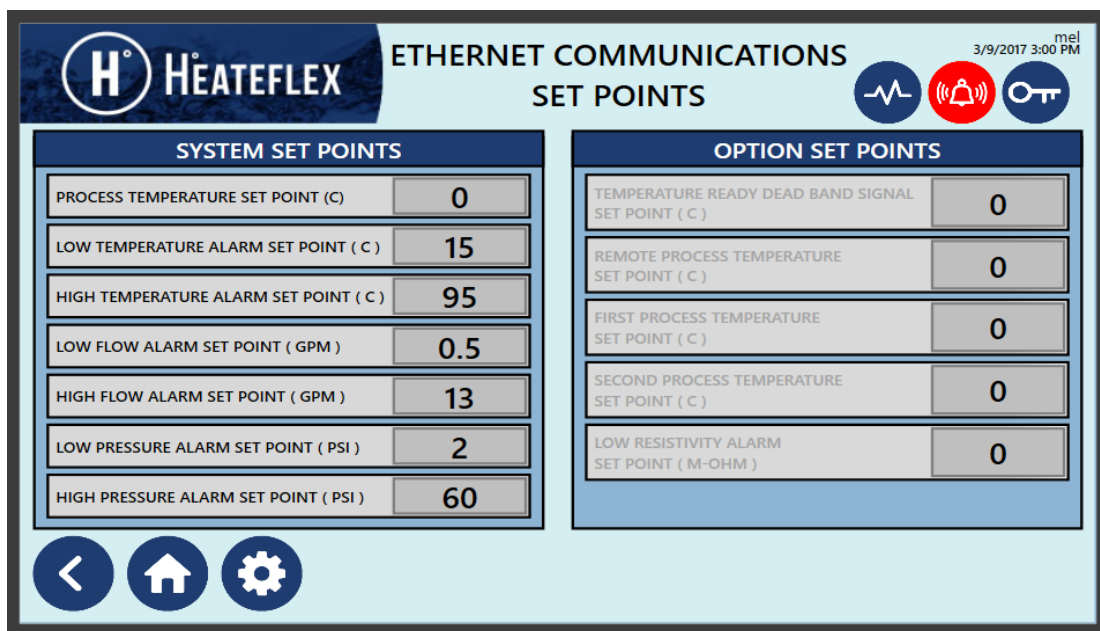 H° HEATEFLEX
ETHERNET COMMUNICATIONS
SET POINTS
mel
3/9/2017 3:00 PM
SYSTEM SET POINTS
PROCESS TEMPERATURE SET POINT (C) 0
LOW TEMPERATURE ALARM SET POINT ( C ) 15
HIGH TEMPERATURE ALARM SET POINT ( C ) 95
LOW FLOW ALARM SET POINT ( GPM ) 0.5
HIGH FLOW ALARM SET POINT ( GPM ) 13
LOW PRESSURE ALARM SET POINT ( PSI ) 2
HIGH PRESSURE ALARM SET POINT ( PSI ) 60
OPTION SET POINTS
TEMPERATURE READY DEAD BAND SIGNAL
SET POINT ( C ) 0
REMOTE PROCESS TEMPERATURE
SET POINT ( C ) 0
FIRST PROCESS TEMPERATURE
SET POINT ( C ) 0
SECOND PROCESS TEMPERATURE
SET POINT ( C ) 0
LOW RESISTIVITY ALARM
SET POINT ( M-OHM ) 0